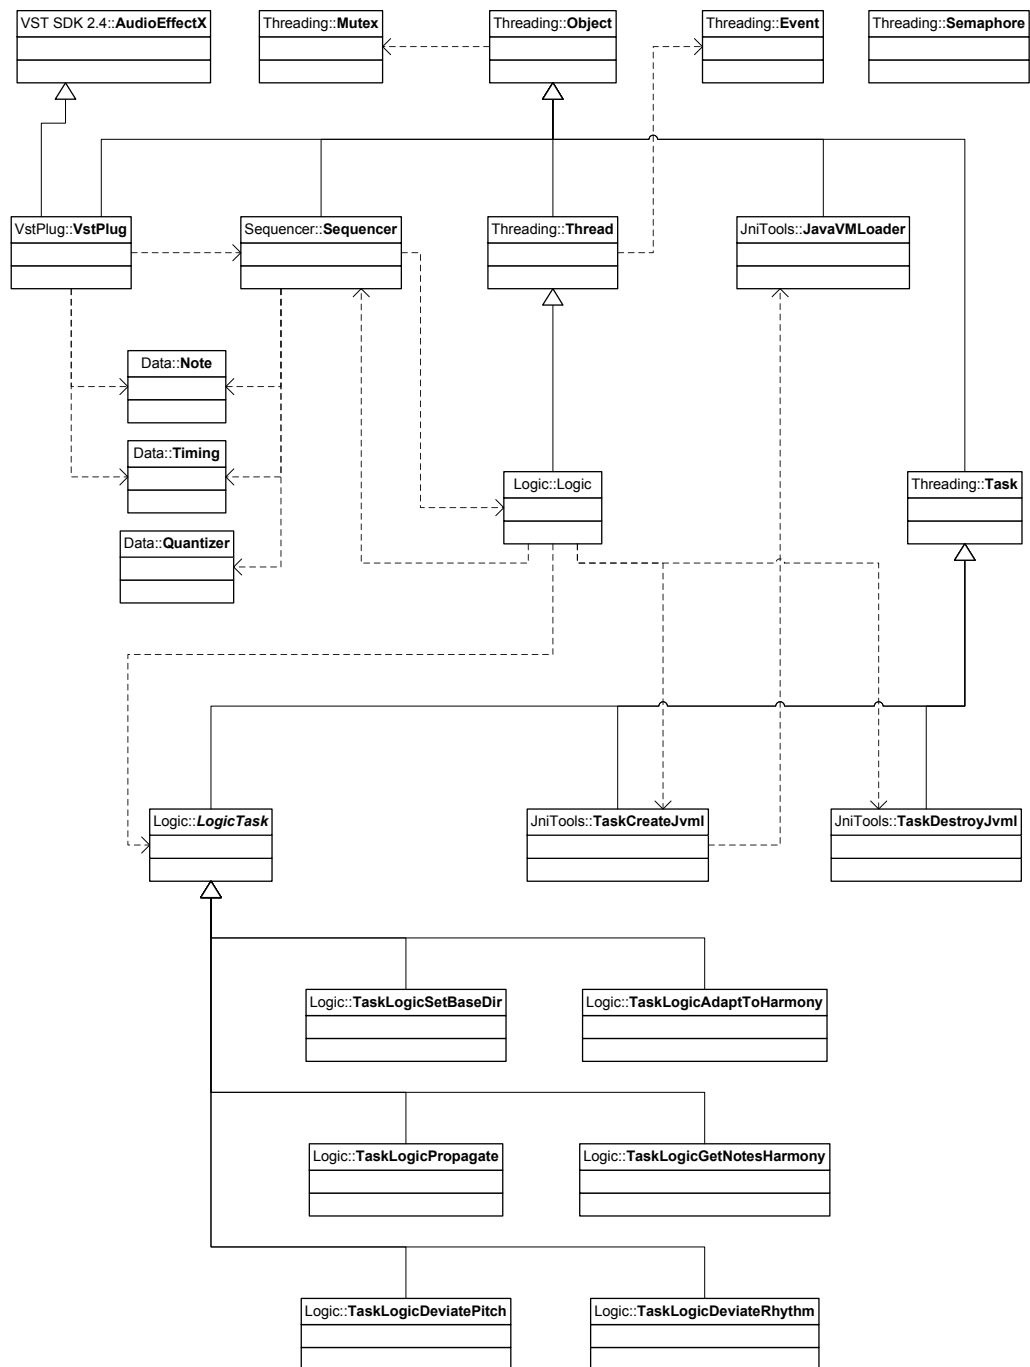 VST SDK 2.4::AudioEffectX
Threading::Mutex
Threading::Object
Threading::Event
Threading::Semaphore
VstPlug::VstPlug
Sequencer::Sequencer
Threading::Thread
JniTools::JavaVMLoader
Data::Note
Data::Timing
Data::Quantizer
Logic::Logic
Threading::Task
Logic::LogicTask
JniTools::TaskCreateJvml
JniTools::TaskDestroyJvml
Logic::TaskLogicSetBaseDir
Logic::TaskLogicAdaptToHarmony
Logic::TaskLogicPropagate
Logic::TaskLogicGetNotesHarmony
Logic::TaskLogicDeviatePitch
Logic::TaskLogicDeviateRhythm